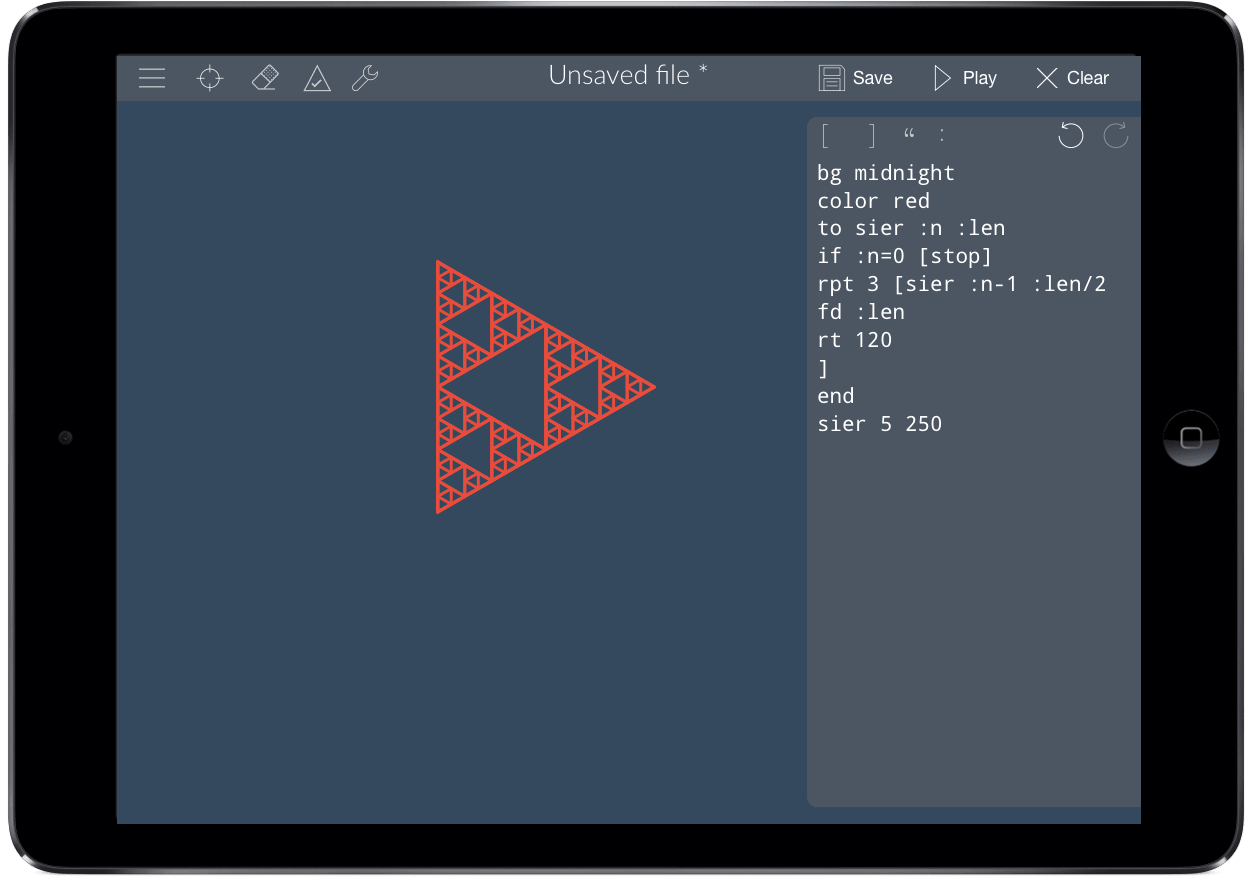 Unsaved file *
Save Play Clear
[ ] “ :
bg midnight
color red
to sier :n :len
if :n=0 [stop]
rpt 3 [sier :n-1 :len/2
fd :len
rt 120
]
end
sier 5 250